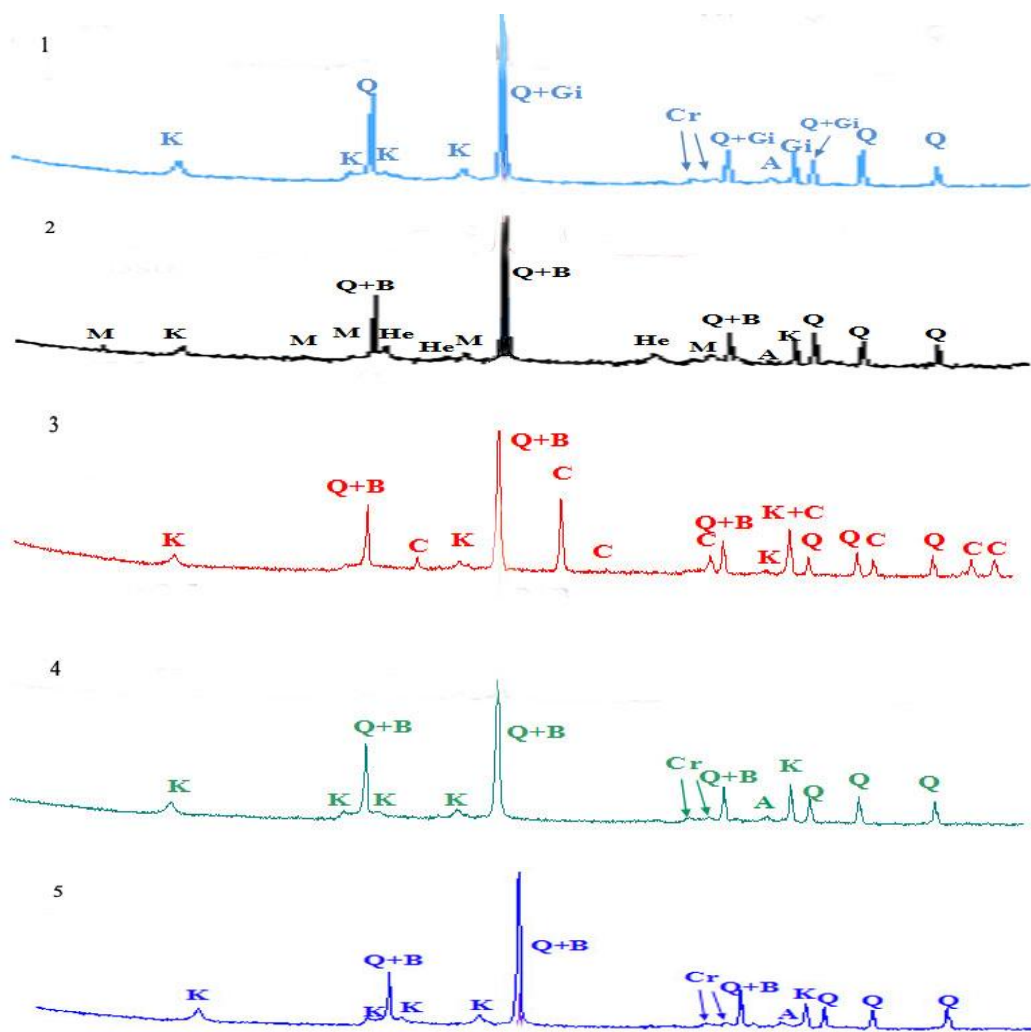 1
K K Q K K Q+Gi Cr Q+Gi A Gi Q+Gi Q Q
2
M K M M Q+B He He M Q+B He M Q+B A K Q Q Q
3
K Q+B C K Q+B C C C Q+B K K+C Q Q C Q C C
4
K K Q+B K K Q+B Cr Q+B A K Q Q Q
5
K K Q+B K K Q+B Cr Q+B A K Q Q Q